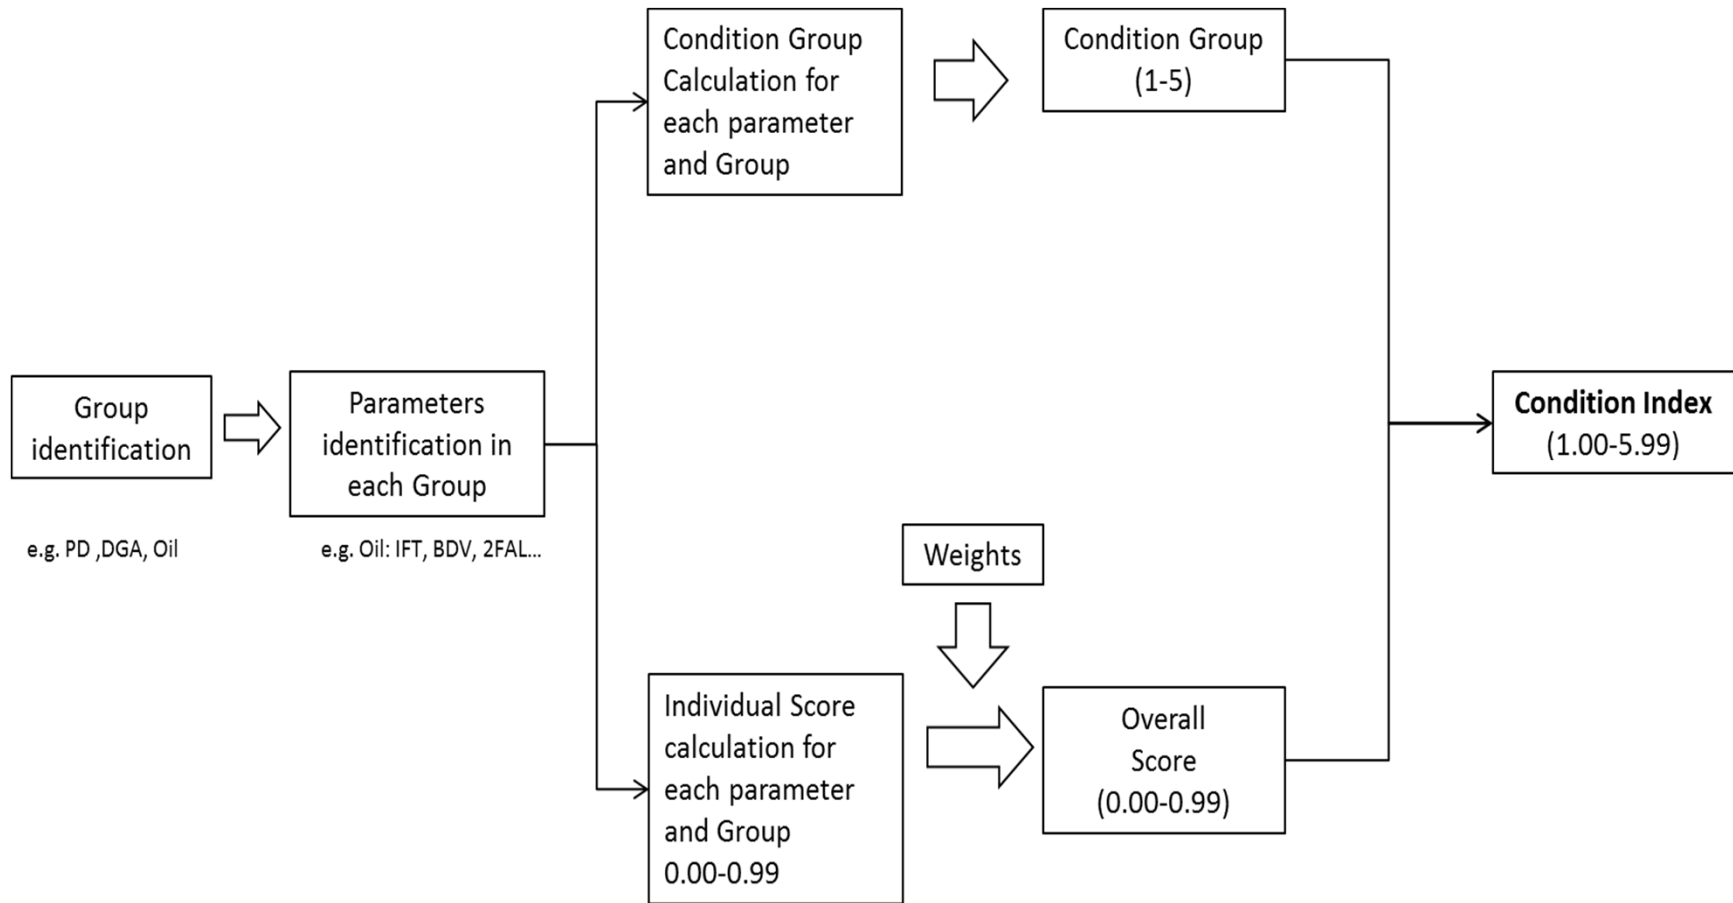 Condition Group
Calculation for
each parameter
and Group
Condition Group
(1-5)
Group
identification
e.g. PD ,DGA, Oil
Parameters
identification in
each Group
e.g. Oil: IFT, BDV, 2FAL...
Condition Index
(1.00-5.99)
Weights
Individual Score
calculation for
each parameter
and Group
0.00-0.99
Overall
Score
(0.00-0.99)